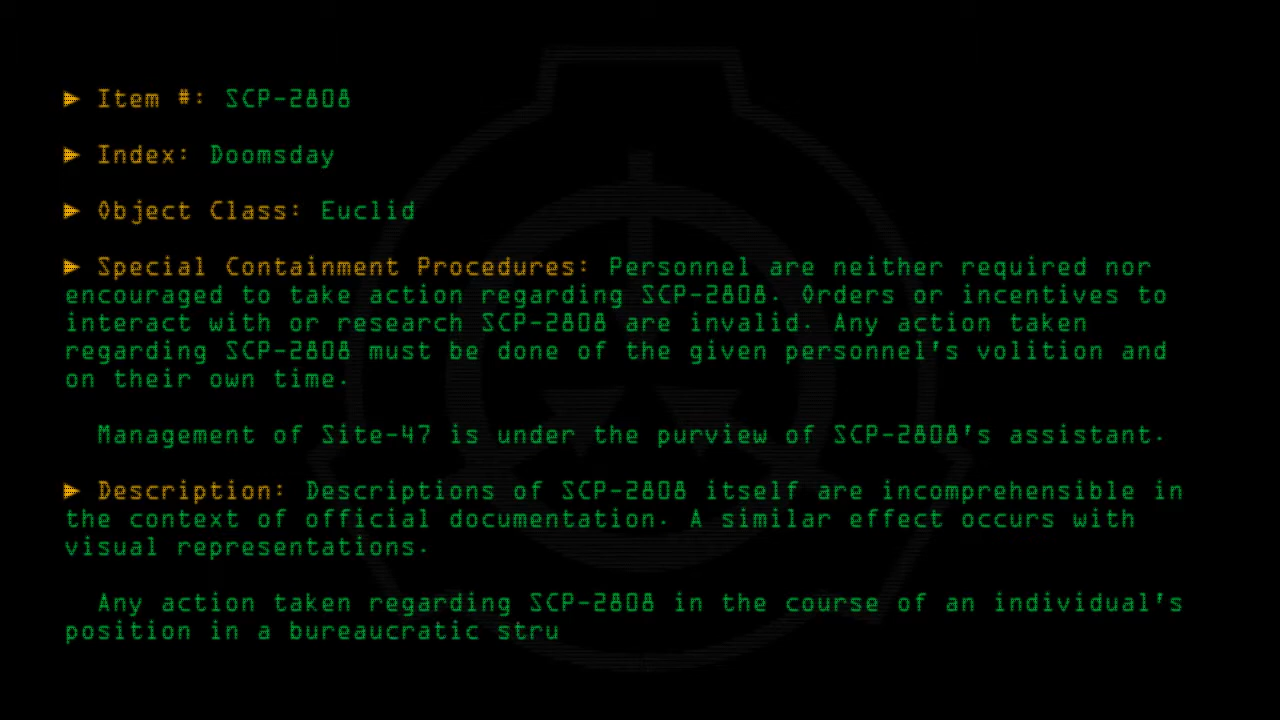 ► Item #: SCP-2808
► Index: Doomsday
► Object Class: Euclid
► Special Containment Procedures: Personnel are neither required nor
encouraged to take action regarding SCP-2808. Orders or incentives to
interact with or research SCP-2808 are invalid. Any action taken
regarding SCP-2808 must be done of the given personnel's volition and
on their own time.
Management of Site-47 is under the purview of SCP-2808's assistant.
► Description: Descriptions of SCP-2808 itself are incomprehensible in
the context of official documentation. A similar effect occurs with
visual representations.
Any action taken regarding SCP-2808 in the course of an individual's
position in a bureaucratic stru